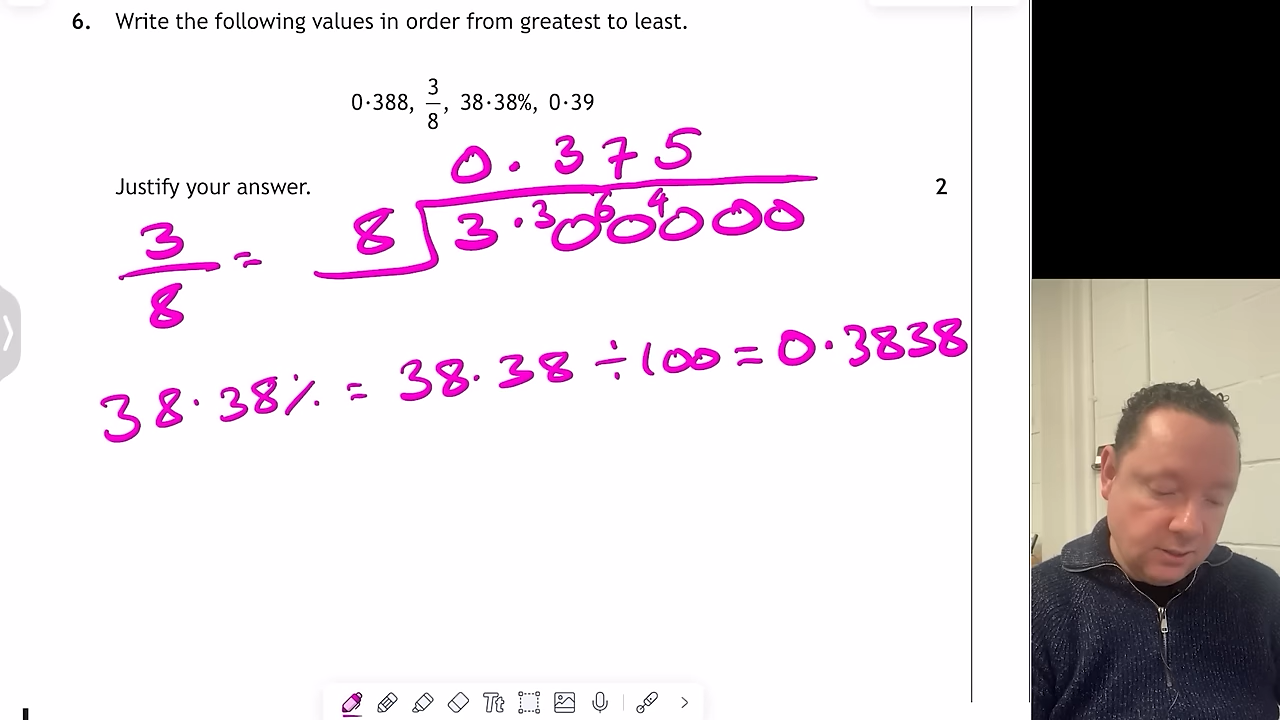 6. Write the following values in order from greatest to least.
0·388, 3/8, 38·38%, 0·39
0.375
Justify your answer. 2
3/8 = 8 3.³0⁶0⁴0000
38.38% = 38.38 ÷ 100 = 0.3838
Tt